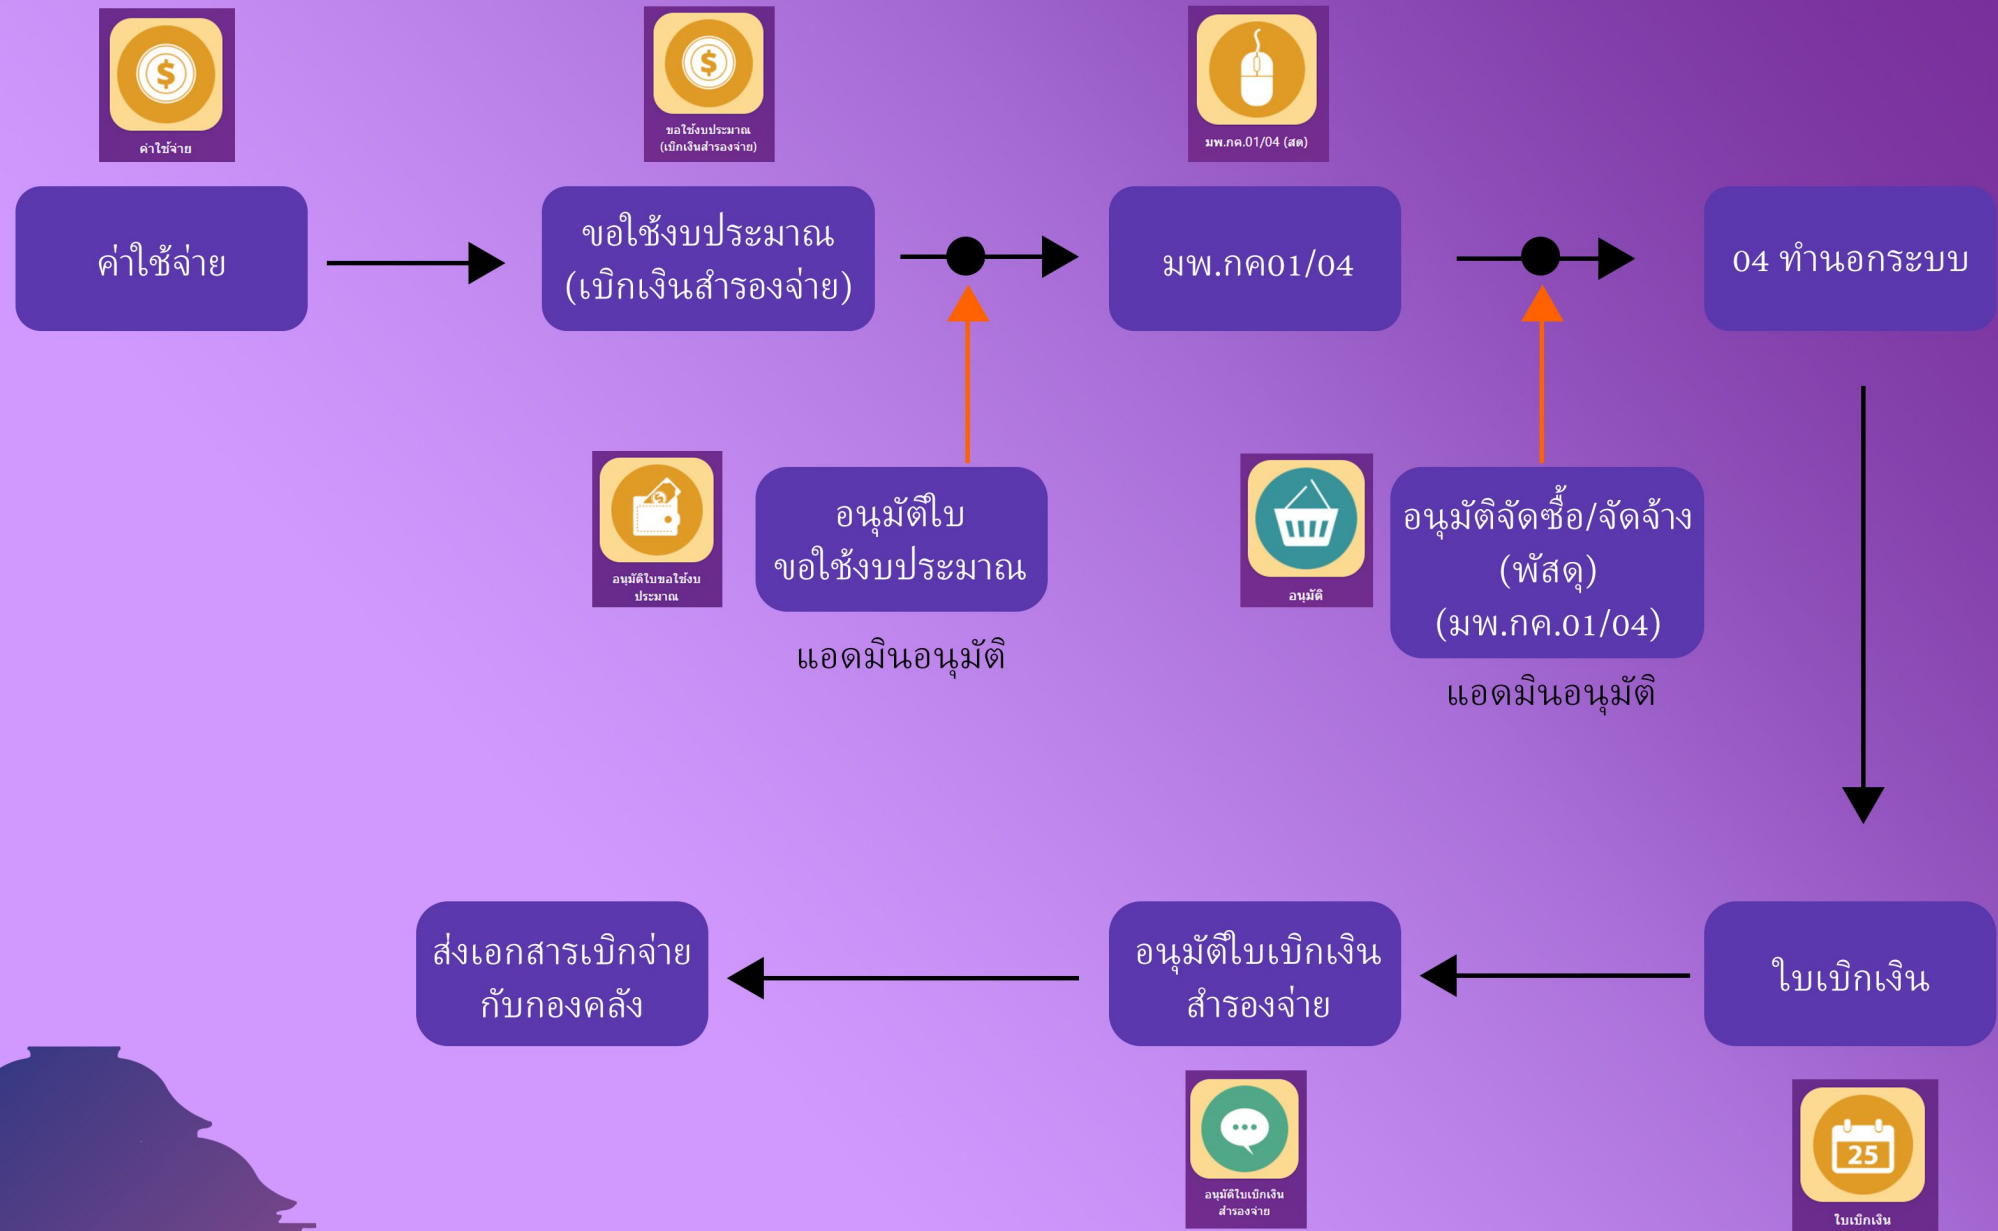 $
ค่าใช้จ่าย
$
ขอใช้งบประมาณ
(เบิกเงินสำรองจ่าย)
มพ.กค.01/04 (สด)
ค่าใช้จ่าย
ขอใช้งบประมาณ
(เบิกเงินสำรองจ่าย)
มพ.กค01/04
04 ทำนอกระบบ
อนุมัติใบขอใช้งบ
ประมาณ
อนุมัติใบ
ขอใช้งบประมาณ
แอดมินอนุมัติ
อนุมัติ
อนุมัติจัดซื้อ/จัดจ้าง
(พัสดุ)
(มพ.กค.01/04)
แอดมินอนุมัติ
ส่งเอกสารเบิกจ่าย
กับกองคลัง
อนุมัติใบเบิกเงิน
สำรองจ่าย
ใบเบิกเงิน
อนุมัติใบเบิกเงิน
สำรองจ่าย
25
ใบเบิกเงิน